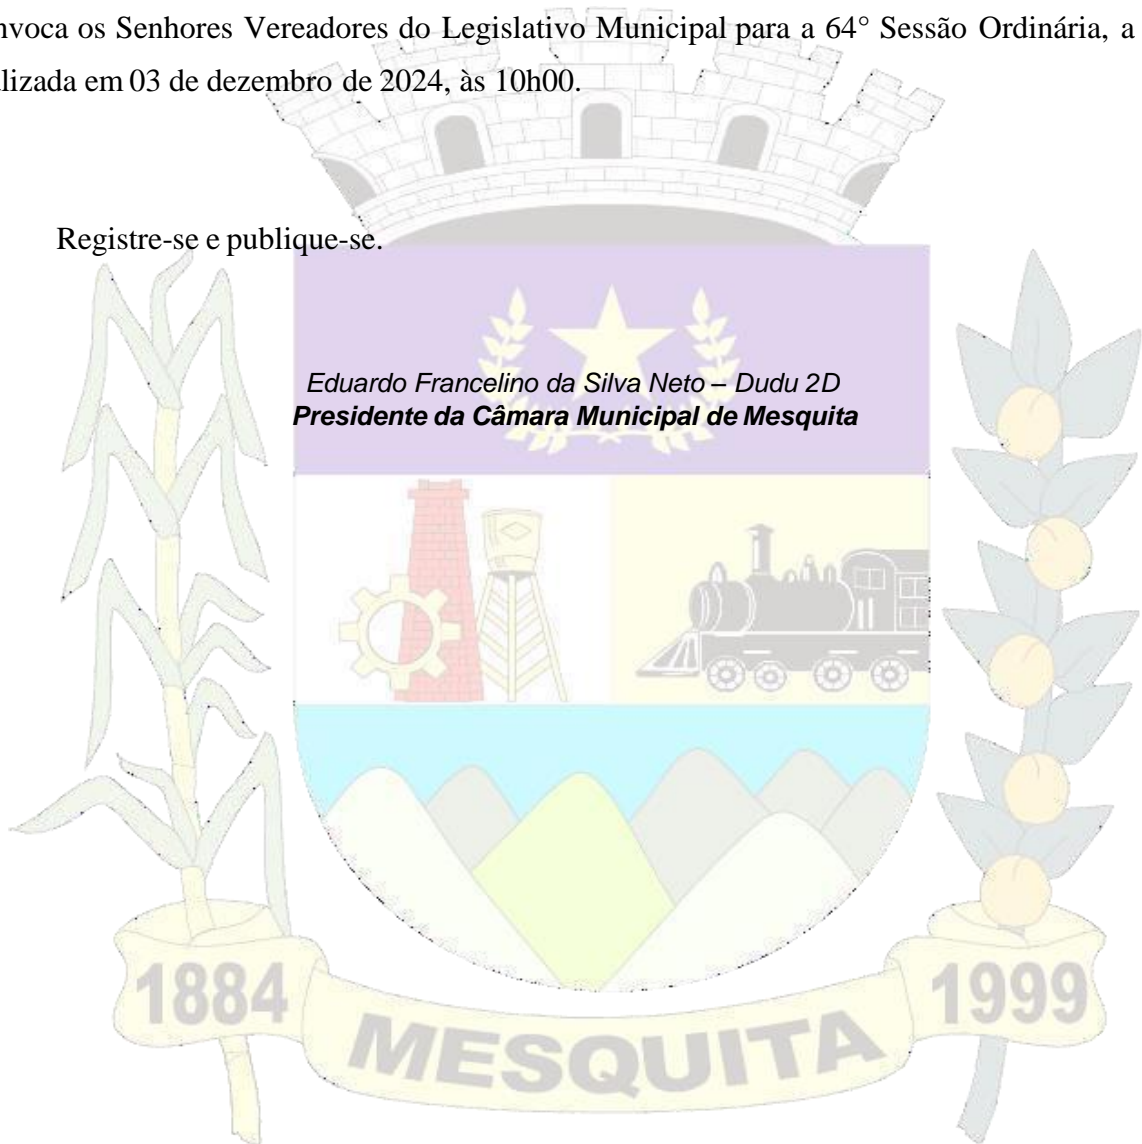 nvoca os Senhores Vereadores do Legislativo Municipal para a 64° Sessão Ordinária, a
lizada em 03 de dezembro de 2024, às 10h00.
Registre-se e publique-se.
Eduardo Francelino da Silva Neto – Dudu 2D
Presidente da Câmara Municipal de Mesquita
1884
MESQUITA
1999